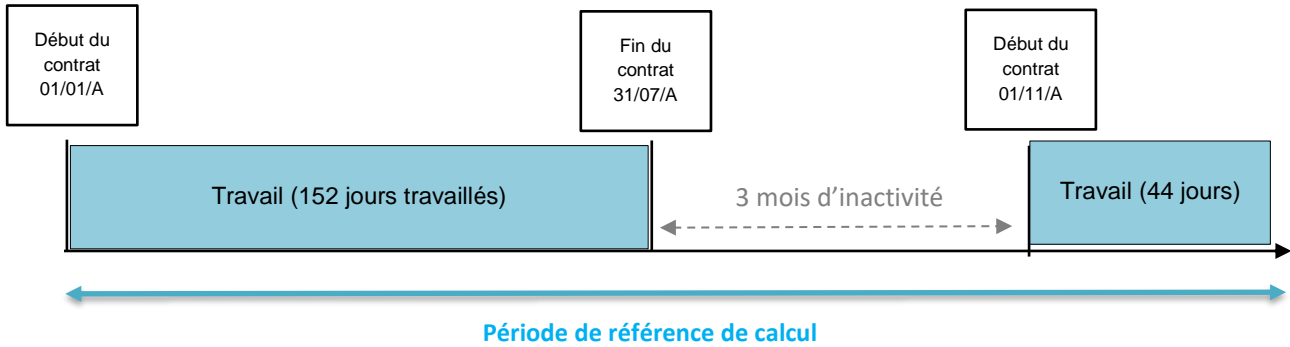 Début du
contrat
01/01/A
Fin du
contrat
31/07/A
Début du
contrat
01/11/A
Travail (152 jours travaillés)
3 mois d’inactivité
Travail (44 jours)
Période de référence de calcul